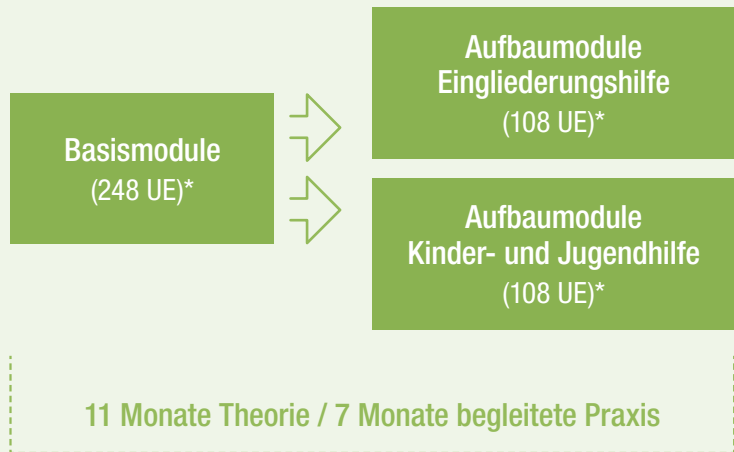 Basismodule
(248 UE)*
Aufbaumodule
Eingliederungshilfe
(108 UE)*
Aufbaumodule
Kinder- und Jugendhilfe
(108 UE)*
11 Monate Theorie / 7 Monate begleitete Praxis